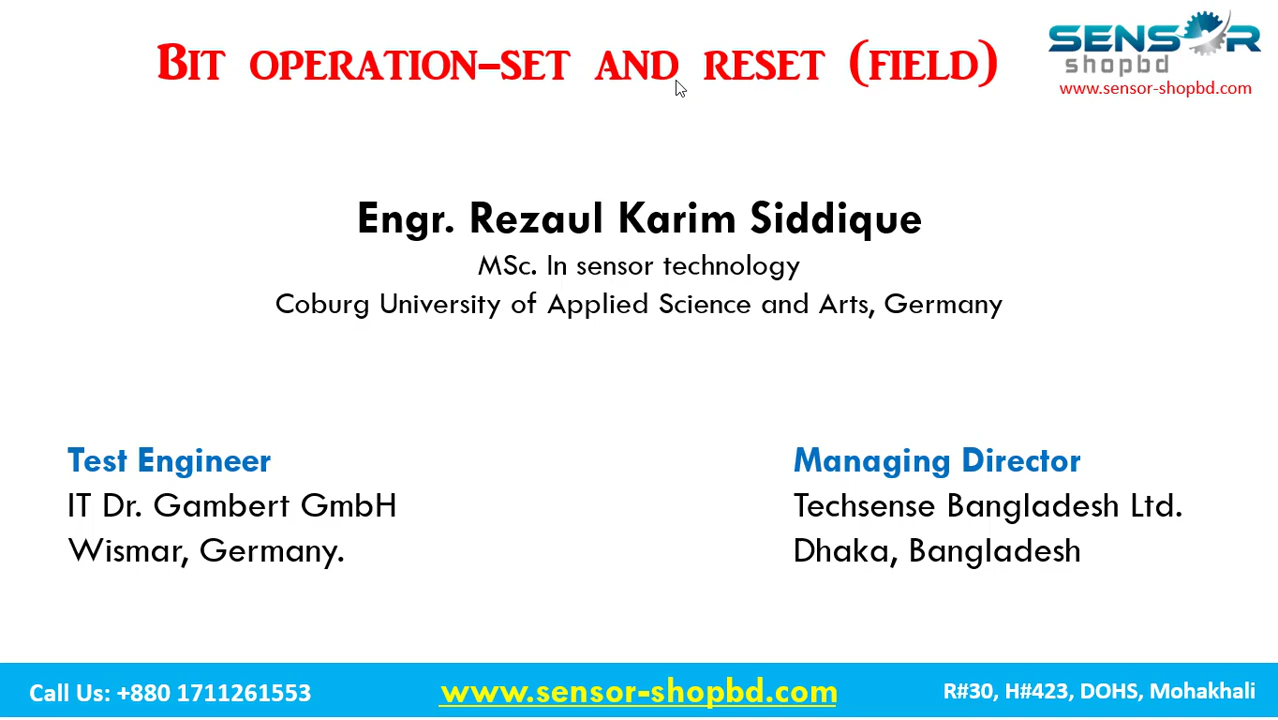 Bit operation-set and reset (field)
SENSOR
shopbd
www.sensor-shopbd.com
Engr. Rezaul Karim Siddique
MSc. In sensor technology
Coburg University of Applied Science and Arts, Germany
Test Engineer
IT Dr. Gambert GmbH
Wismar, Germany.
Managing Director
Techsense Bangladesh Ltd.
Dhaka, Bangladesh
Call Us: +880 1711261553
www.sensor-shopbd.com
R#30, H#423, DOHS, Mohakhali